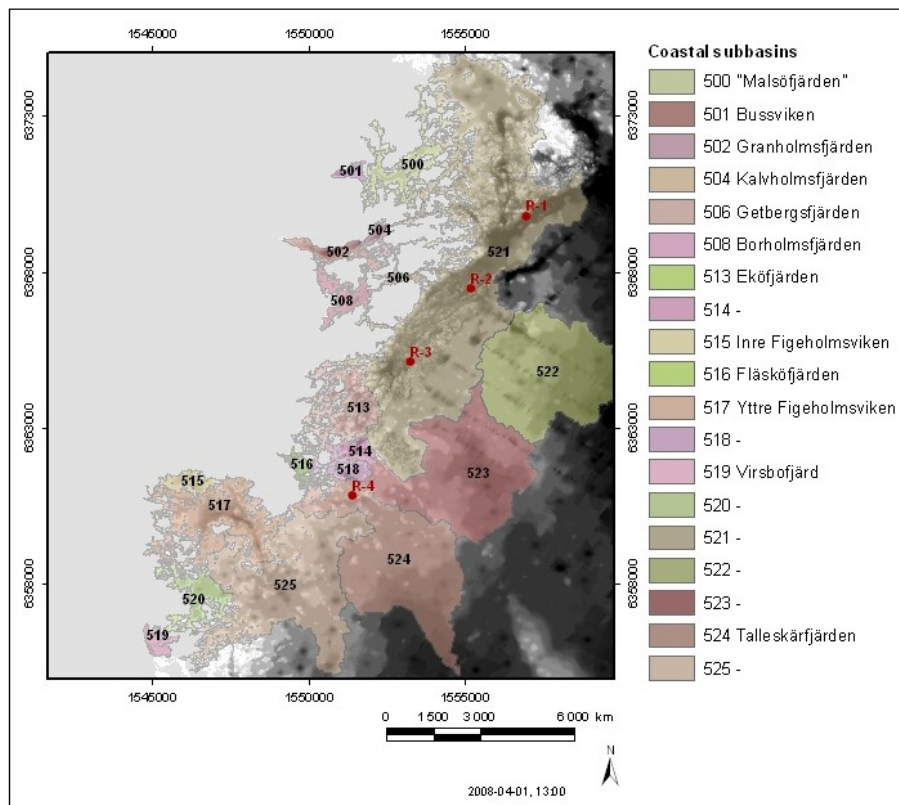 1545000 1550000 1555000
Coastal subbasins
500 "Malsöfjärden"
501 Bussviken
502 Granholmsfjärden
504 Kalvholmsfjärden
506 Getbergsfjärden
508 Borholmsfjärden
513 Eköfjärden
514 -
515 Inre Figeholmsviken
516 Fläsköfjärden
517 Yttre Figeholmsviken
518 -
519 Virsbofjärd
520 -
521 -
522 -
523 -
524 Talleskärfjärden
525 -
6373000
6368000
6363000
6358000
6373000
6368000
6363000
6358000
500
501
R-1
504
502
521
506
R-2
508
R-3
522
513
514
516
518
523
515
R-4
517
524
525
520
519
1545000 1550000 1555000
0 1 500 3 000 6 000 km
N
2008-04-01, 13:00